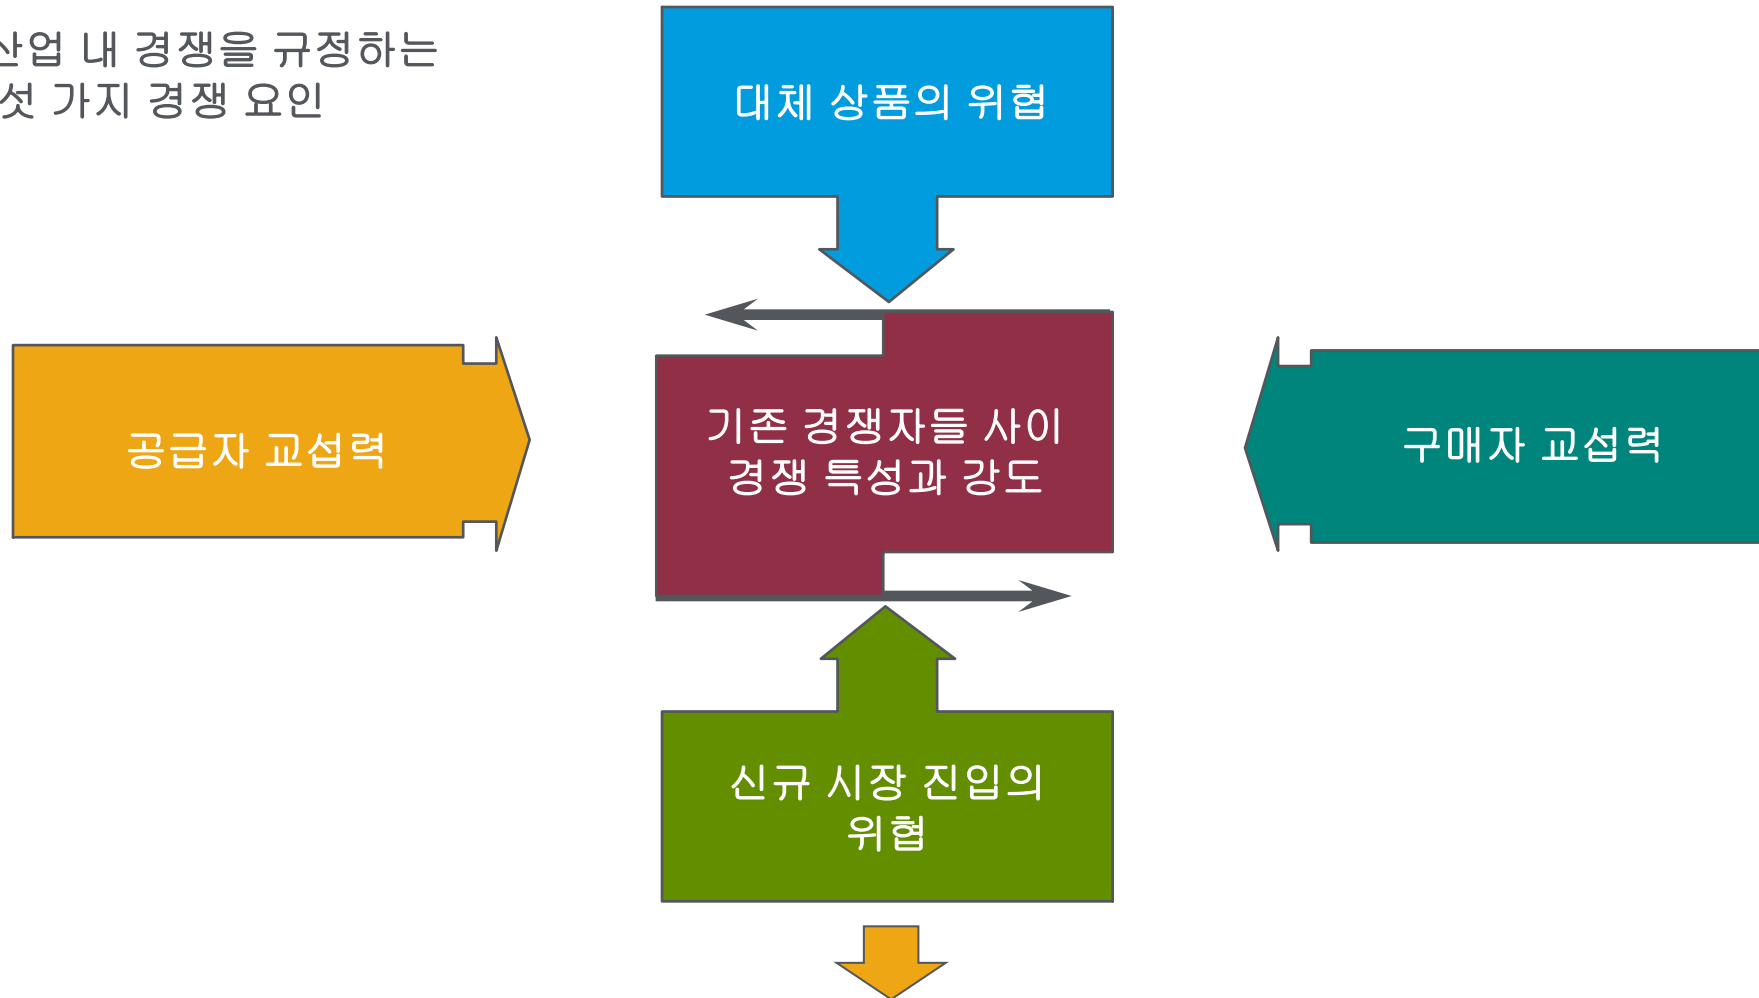 산업 내 경쟁을 규정하는
섯 가지 경쟁 요인
대체 상품의 위협
공급자 교섭력
기존 경쟁자들 사이
경쟁 특성과 강도
구매자 교섭력
신규 시장 진입의
위협